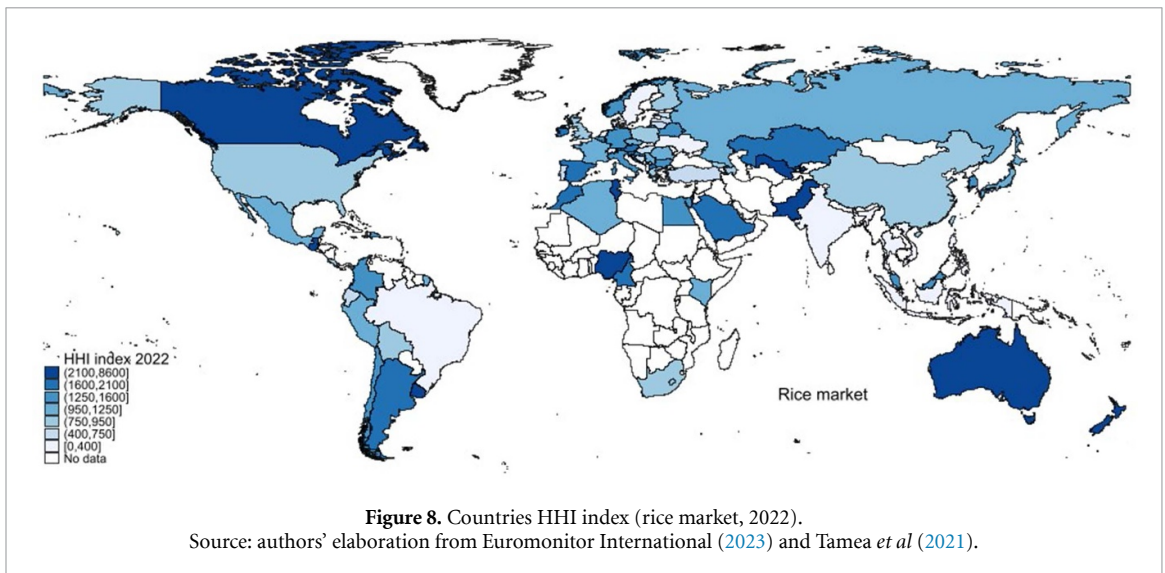 HHI index 2022
(2100,8600]
(1600,2100]
(1250,1600]
(950,1250]
(750,950]
(400,750]
[0,400]
No data
Rice market
Figure 8. Countries HHI index (rice market, 2022).
Source: authors’ elaboration from Euromonitor International (2023) and Tamea et al (2021).